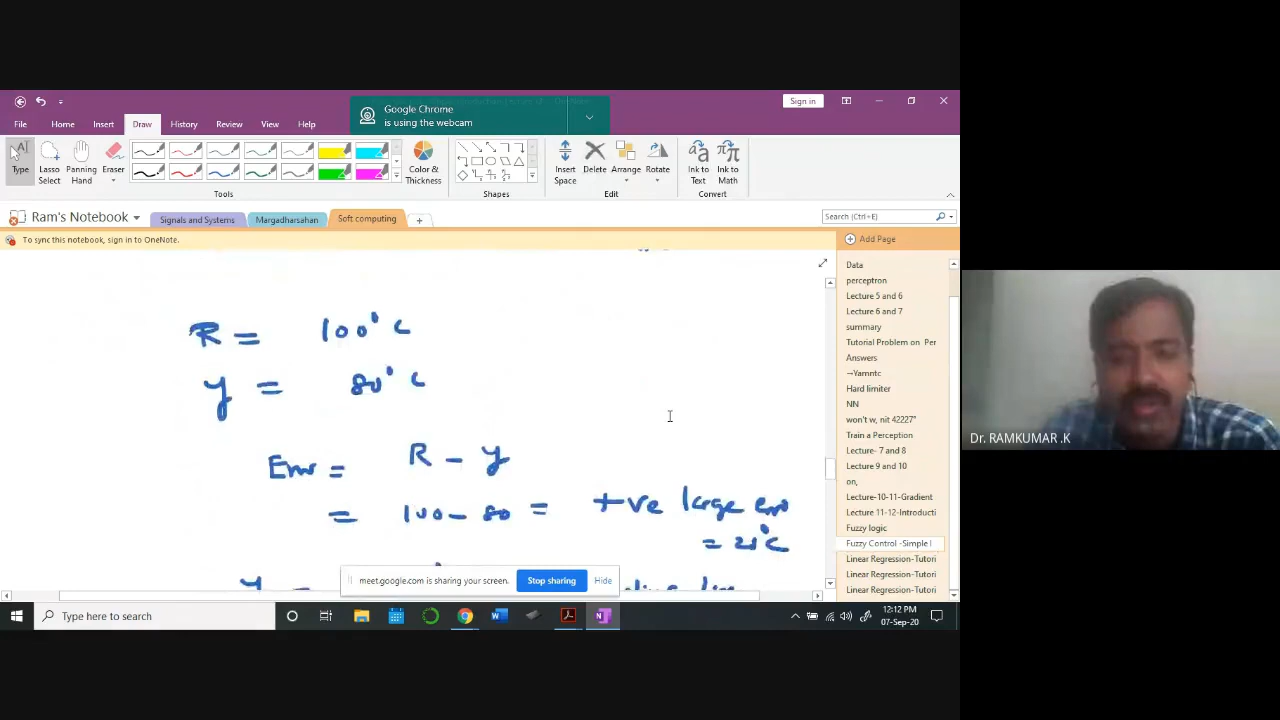 Google Chrome
is using the webcam
Sign in
File Home Insert Draw History Review View Help
Type
Lasso Select
Panning Hand
Eraser
Color & Thickness
Insert Space
Delete
Arrange
Rotate
Ink to Text
Ink to Math
Tools
Shapes
Edit
Convert
Ram's Notebook
Signals and Systems
Margadharsahan
Soft computing
Search (Ctrl+E)
To sync this notebook, sign in to OneNote.
Add Page
R = 100° C
y = 80° C
R - y
= 100 - 80 = +ve large
Data
perceptron
Lecture 5 and 6
Lecture 6 and 7
summary
Tutorial Problem on Per
Answers
→Yamntc
Hard limiter
NN
won't w, nit 42227"
Train a Perception
Lecture- 7 and 8
Lecture 9 and 10
on,
Lecture-10-11-Gradient
Lecture 11-12-Introducti
Fuzzy logic
Fuzzy Control -Simple I
Linear Regression-Tutori
Linear Regression-Tutori
Linear Regression-Tutori
meet.google.com is sharing your screen.
Stop sharing
Hide
Type here to search
12:12 PM
07-Sep-20
Dr. RAMKUMAR .K